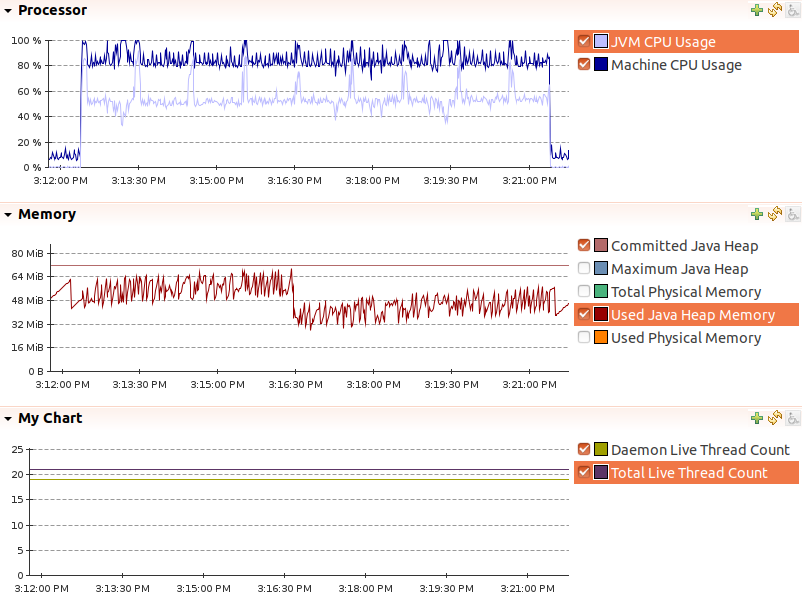 Processor
100 %
80 %
60 %
40 %
20 %
0 %
3:12:00 PM 3:13:30 PM 3:15:00 PM 3:16:30 PM 3:18:00 PM 3:19:30 PM 3:21:00 PM
JVM CPU Usage
Machine CPU Usage
Memory
80 MiB
64 MiB
48 MiB
32 MiB
16 MiB
0 B
3:12:00 PM 3:13:30 PM 3:15:00 PM 3:16:30 PM 3:18:00 PM 3:19:30 PM 3:21:00 PM
Committed Java Heap
Maximum Java Heap
Total Physical Memory
Used Java Heap Memory
Used Physical Memory
My Chart
25
20
15
10
5
0
3:12:00 PM 3:13:30 PM 3:15:00 PM 3:16:30 PM 3:18:00 PM 3:19:30 PM 3:21:00 PM
Daemon Live Thread Count
Total Live Thread Count